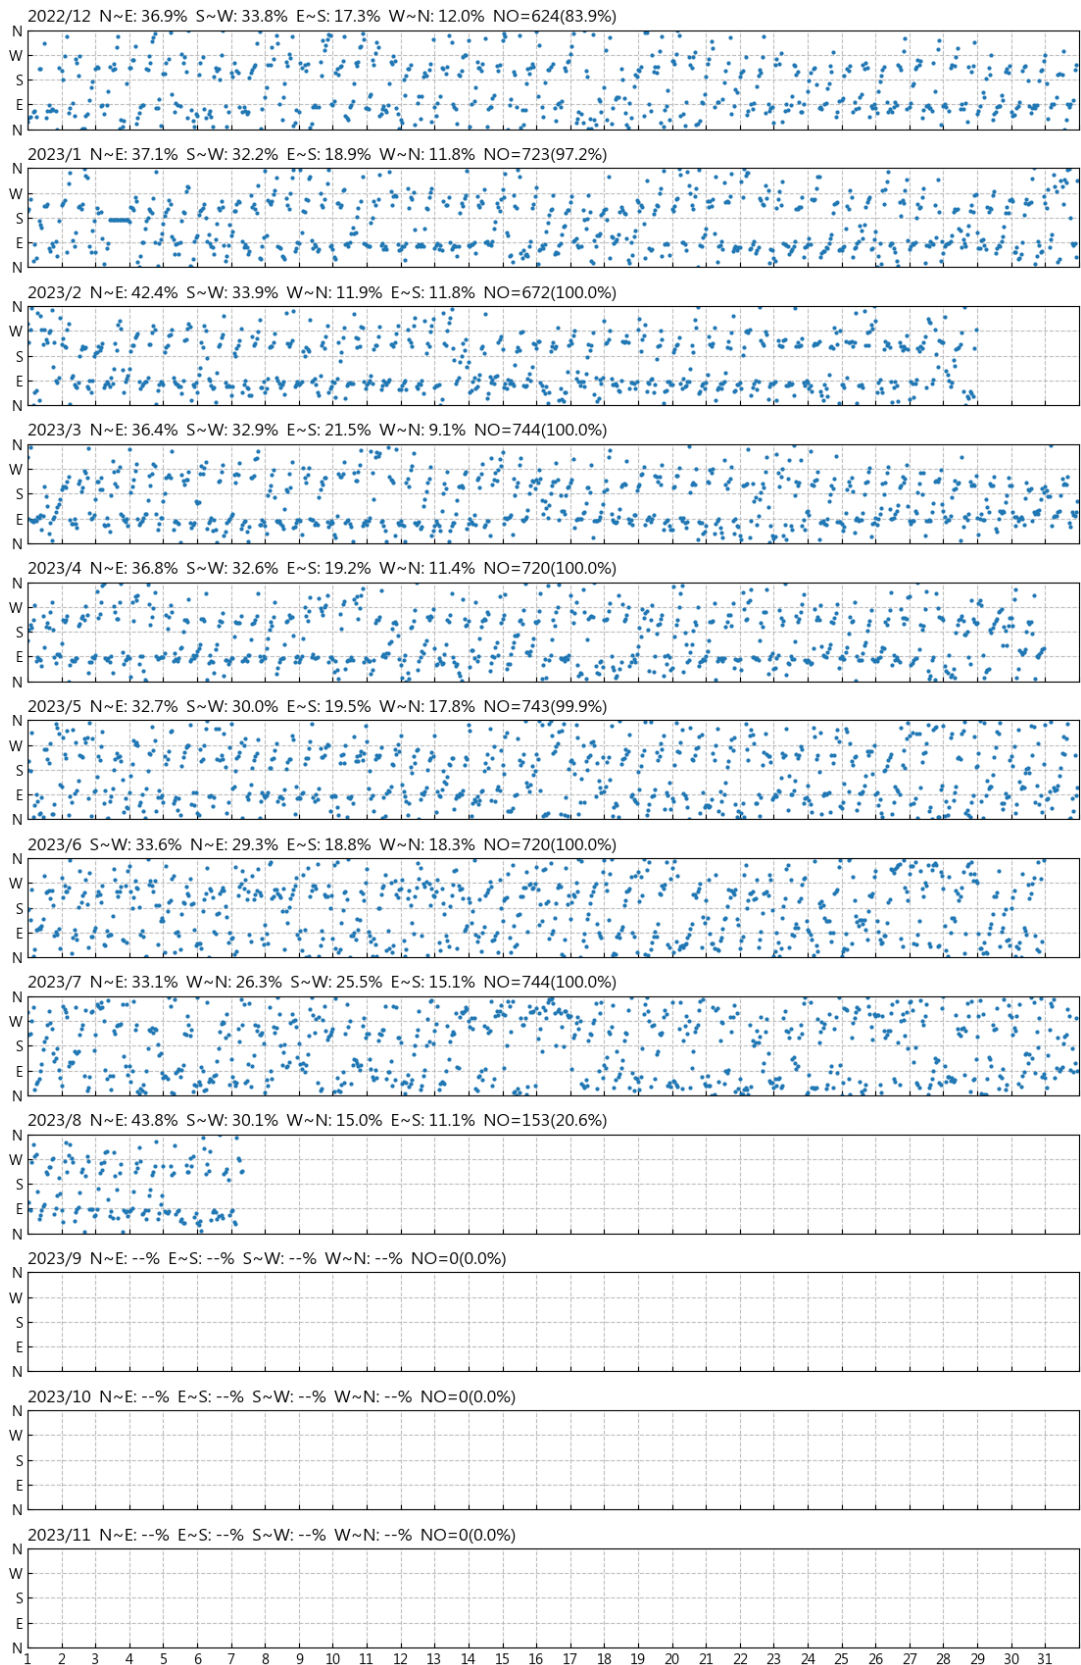 2022/12 N~E: 36.9% S~W: 33.8% E~S: 17.3% W~N: 12.0% NO=624(83.9%)
N
W
S
E
N
2023/1 N~E: 37.1% S~W: 32.2% E~S: 18.9% W~N: 11.8% NO=723(97.2%)
N
W
S
E
N
2023/2 N~E: 42.4% S~W: 33.9% W~N: 11.9% E~S: 11.8% NO=672(100.0%)
N
W
S
E
N
2023/3 N~E: 36.4% S~W: 32.9% E~S: 21.5% W~N: 9.1% NO=744(100.0%)
N
W
S
E
N
2023/4 N~E: 36.8% S~W: 32.6% E~S: 19.2% W~N: 11.4% NO=720(100.0%)
N
W
S
E
N
2023/5 N~E: 32.7% S~W: 30.0% E~S: 19.5% W~N: 17.8% NO=743(99.9%)
N
W
S
E
N
2023/6 S~W: 33.6% N~E: 29.3% E~S: 18.8% W~N: 18.3% NO=720(100.0%)
N
W
S
E
N
2023/7 N~E: 33.1% W~N: 26.3% S~W: 25.5% E~S: 15.1% NO=744(100.0%)
N
W
S
E
N
2023/8 N~E: 43.8% S~W: 30.1% W~N: 15.0% E~S: 11.1% NO=153(20.6%)
N
W
S
E
N
2023/9 N~E: --% E~S: --% S~W: --% W~N: --% NO=0(0.0%)
N
W
S
E
N
2023/10 N~E: --% E~S: --% S~W: --% W~N: --% NO=0(0.0%)
N
W
S
E
N
2023/11 N~E: --% E~S: --% S~W: --% W~N: --% NO=0(0.0%)
N
W
S
E
N
1 2 3 4 5 6 7 8 9 10 11 12 13 14 15 16 17 18 19 20 21 22 23 24 25 26 27 28 29 30 31